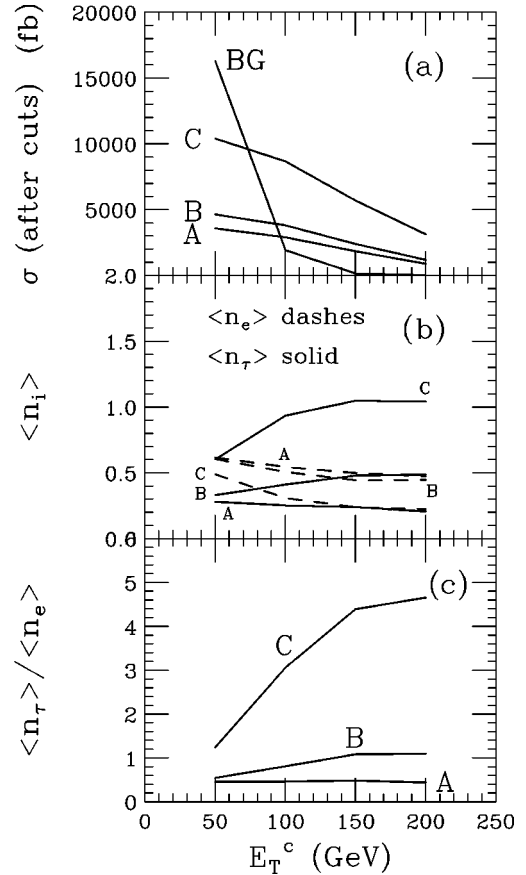 20000
15000
10000
5000
σ (after cuts) (fb)
BG
C
B
A
(a)
2.0
1.5
1.0
0.5
<n_i>
<n_e> dashes
<n_τ> solid
(b)
C
A
C
B
B
A
0.6
5
4
3
2
1
0
<n_τ>/<n_e>
(c)
C
B
A
0 50 100 150 200 250
E_T^c (GeV)